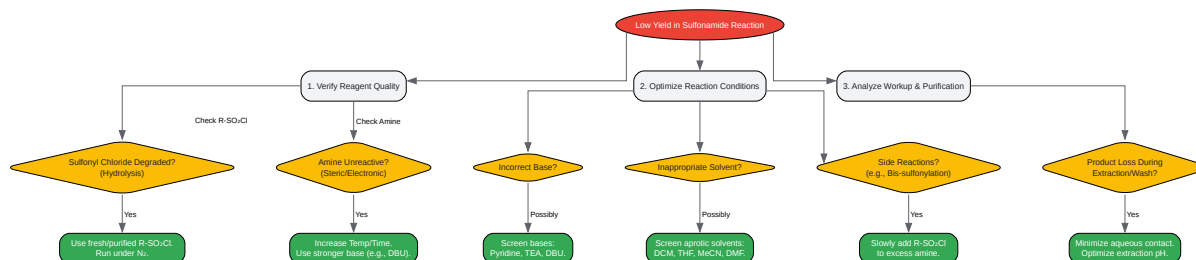 Low Yield in Sulfonamide Reaction
1. Verify Reagent Quality
2. Optimize Reaction Conditions
3. Analyze Workup & Purification
Check R-SO₂Cl
Check Amine
Sulfonyl Chloride Degraded?
(Hydrolysis)
Amine Unreactive?
(Steric/Electronic)
Incorrect Base?
Inappropriate Solvent?
Side Reactions?
(e.g., Bis-sulfonylation)
Product Loss During
Extraction/Wash?
Yes
Yes
Possibly
Possibly
Yes
Yes
Use fresh/purified R-SO₂Cl.
Run under N₂.
Increase Temp/Time.
Use stronger base (e.g., DBU).
Screen bases:
Pyridine, TEA, DBU.
Screen aprotic solvents:
DCM, THF, MeCN, DMF.
Slowly add R-SO₂Cl
to excess amine.
Minimize aqueous contact.
Optimize extraction pH.